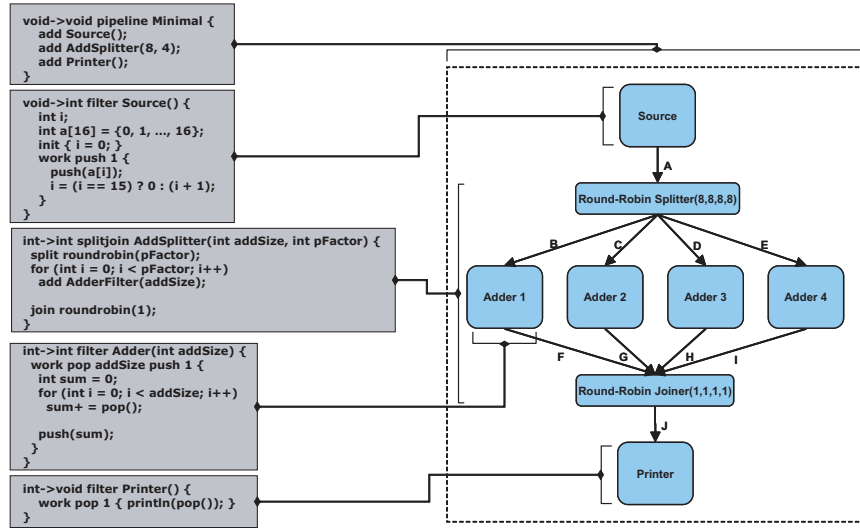 void->void pipeline Minimal {
add Source();
add AddSplitter(8, 4);
add Printer();
}
void->int filter Source() {
int i;
int a[16] = {0, 1, ..., 16};
init { i = 0; }
work push 1 {
push(a[i]);
i = (i == 15) ? 0 : (i + 1);
}
}
int->int splitjoin AddSplitter(int addSize, int pFactor) {
split roundrobin(pFactor);
for (int i = 0; i < pFactor; i++)
add AdderFilter(addSize);
join roundrobin(1);
}
int->int filter Adder(int addSize) {
work pop addSize push 1 {
int sum = 0;
for (int i = 0; i < addSize; i++)
sum+ = pop();
push(sum);
}
}
int->void filter Printer() {
work pop 1 { println(pop()); }
}
Source
A
Round-Robin Splitter(8,8,8,8)
B C D E
Adder 1 Adder 2 Adder 3 Adder 4
F G H I
Round-Robin Joiner(1,1,1,1)
J
Printer